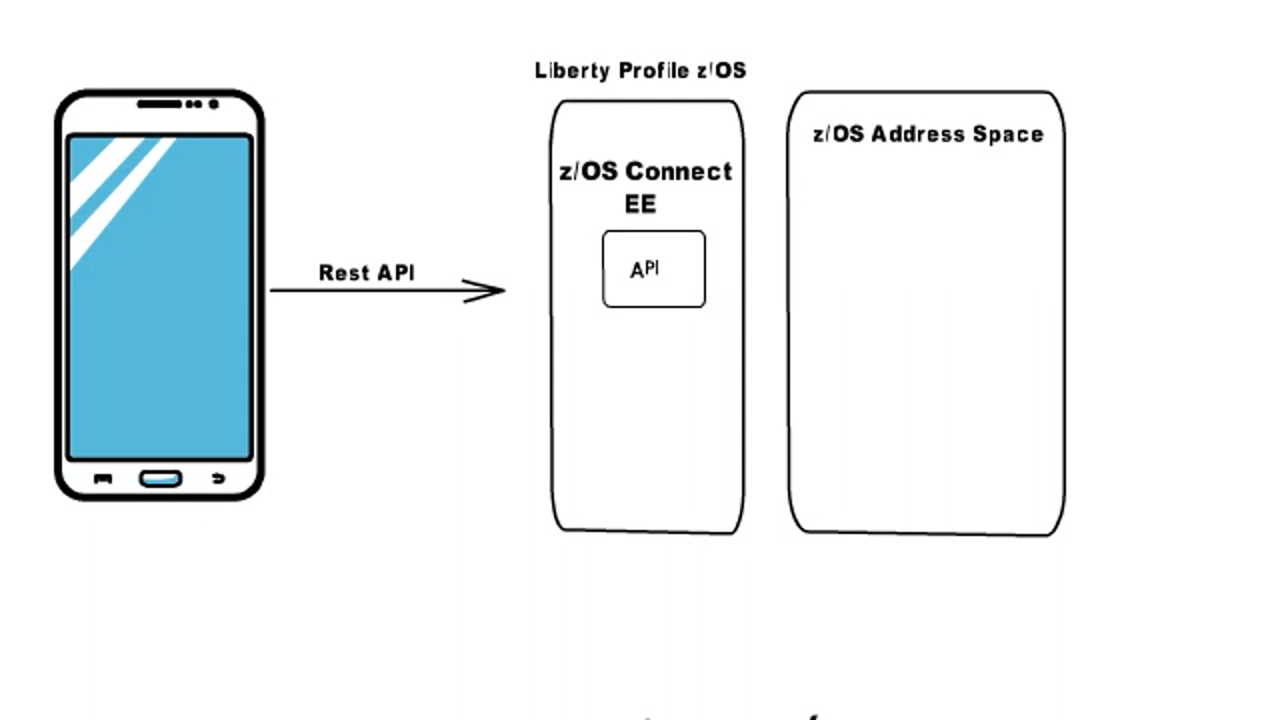 Liberty Profile z/OS
z/OS Address Space
z/OS Connect
EE
API
Rest API